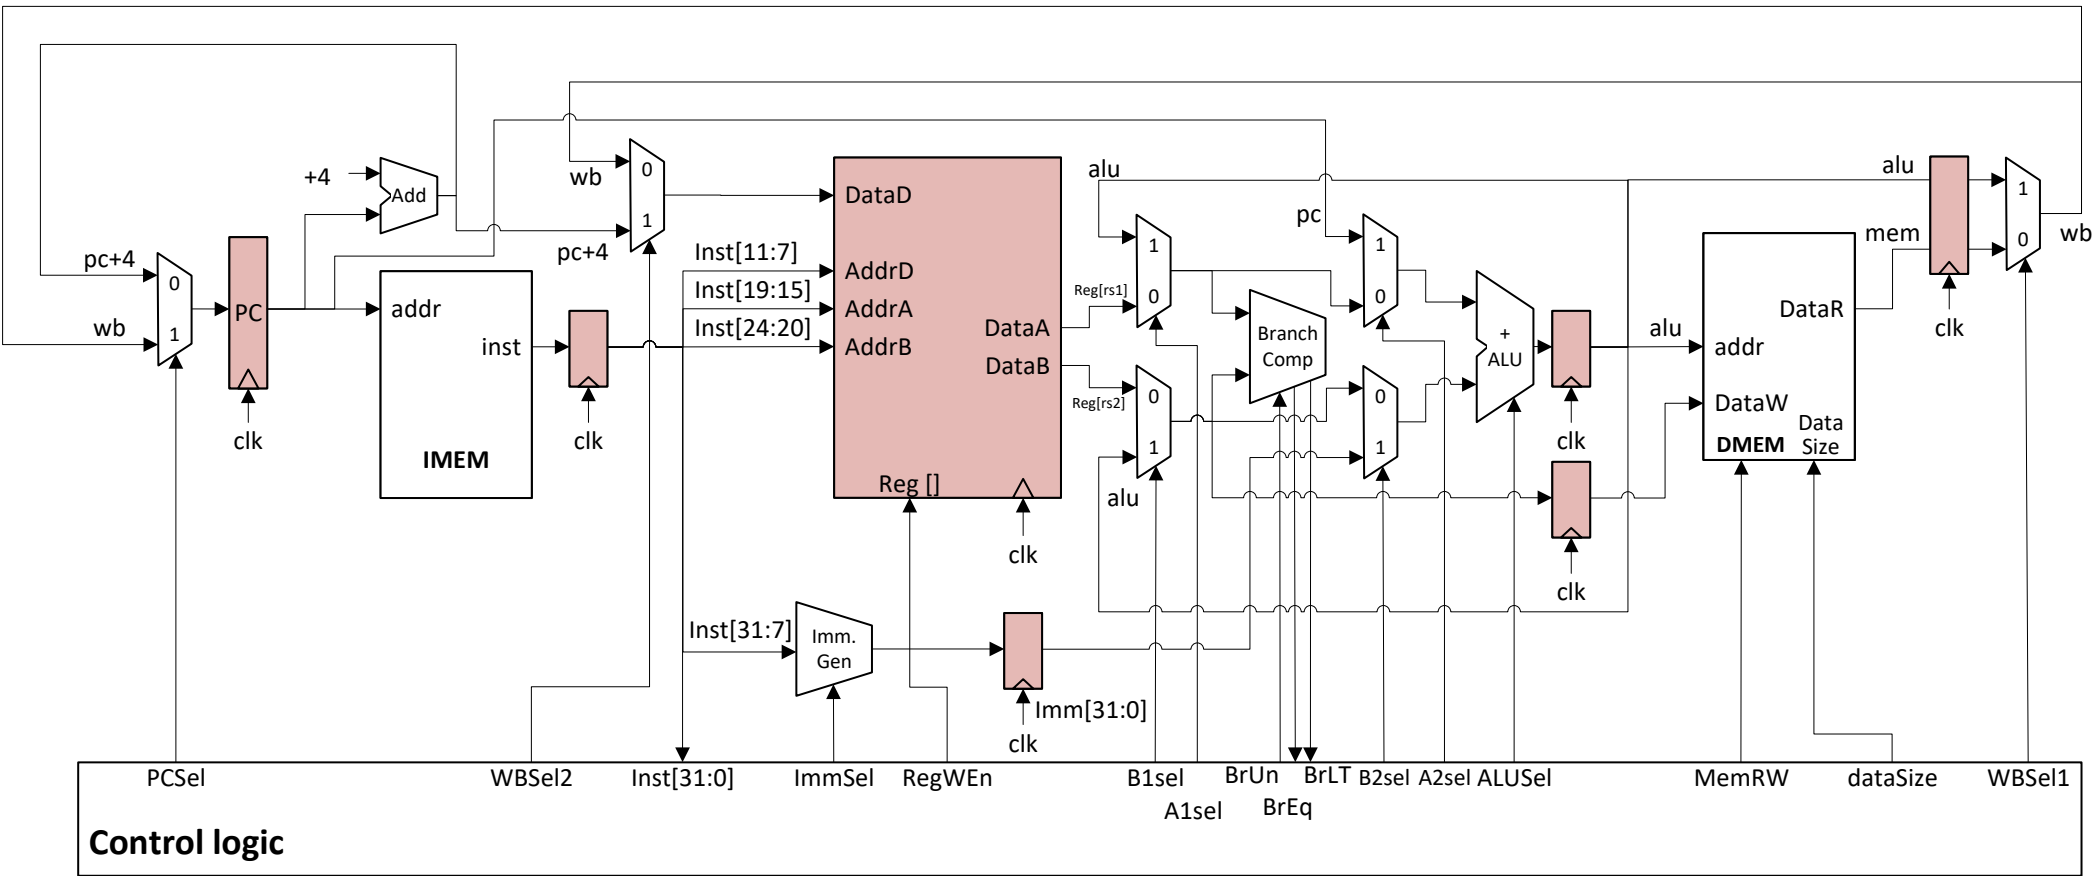 +4
Add
wb
0
1
pc+4
pc+4
0
wb
1
PC
clk
addr
inst
IMEM
clk
Inst[11:7]
Inst[19:15]
Inst[24:20]
DataD
AddrD
AddrA
AddrB
DataA
DataB
Reg []
clk
alu
1
Reg[rs1]
0
Reg[rs2]
0
1
alu
Branch
Comp
pc
1
0
0
1
+
ALU
clk
clk
alu
addr
DataR
DataW
Data
Size
DMEM
alu
mem
clk
1
0
wb
Inst[31:7]
Imm.
Gen
Imm[31:0]
clk
PCSel
WBSel2
Inst[31:0]
ImmSel
RegWEn
B1sel
A1sel
BrUn
BrEq
BrLT
B2sel
A2sel
ALUSel
MemRW
dataSize
WBSel1
Control logic